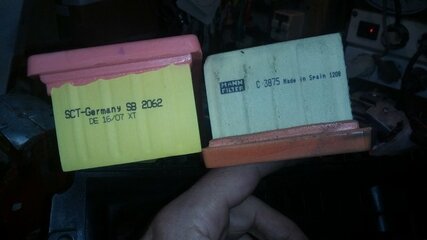 SCT-Germany SB 2062
DE 16/07 XT
MANN
FILTER
C 3875 Made in Spain 1208